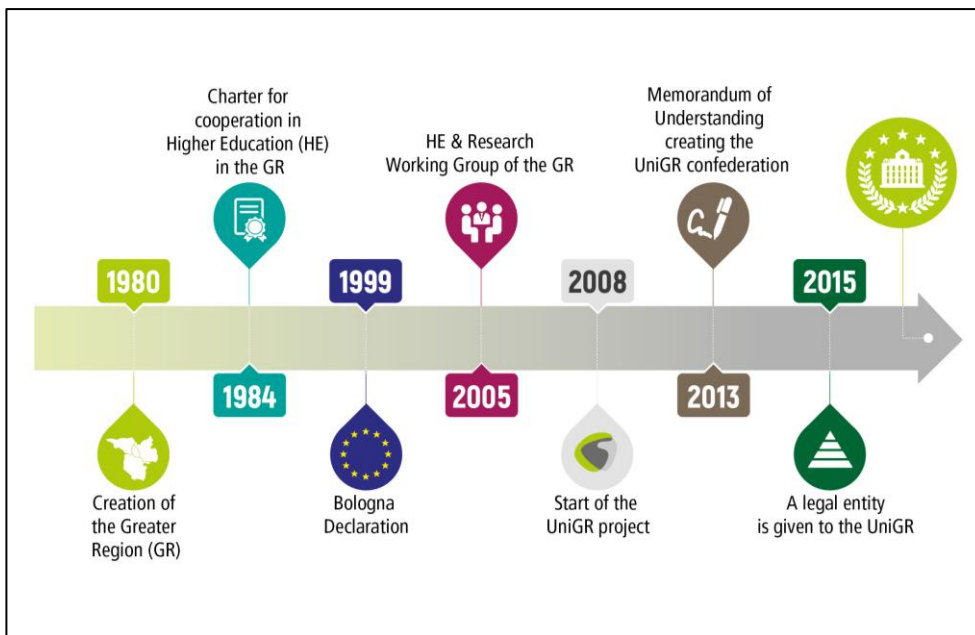 Charter for
cooperation in
Higher Education (HE)
in the GR
HE & Research
Working Group of the GR
Memorandum of
Understanding
creating the
UniGR confederation
1980
1999
2008
2015
1984
2005
2013
Creation of
the Greater
Region (GR)
Bologna
Declaration
Start of the
UniGR project
A legal entity
is given to the UniGR